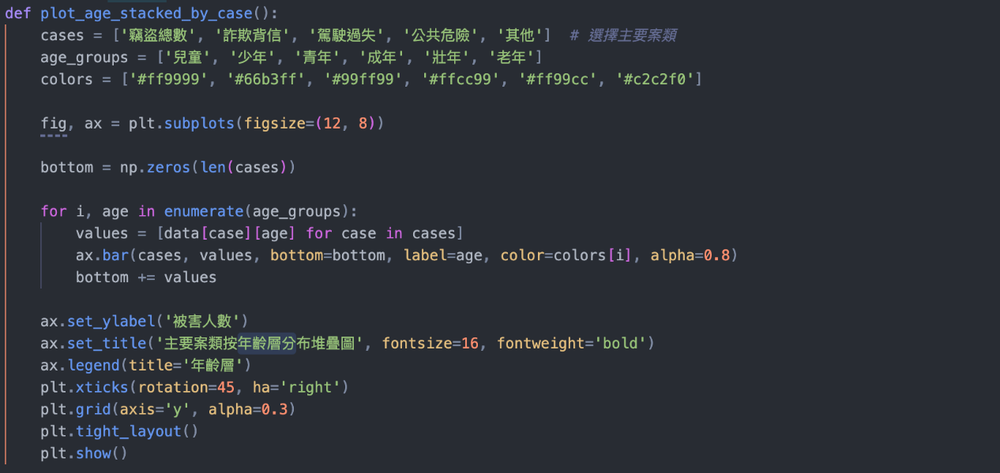 def plot_age_stacked_by_case():
    cases = ['竊盜總數', '詐欺背信', '駕駛過失', '公共危險', '其他']  # 選擇主要案類
    age_groups = ['兒童', '少年', '青年', '成年', '壯年', '老年']
    colors = ['#ff9999', '#66b3ff', '#99ff99', '#ffcc99', '#ff99cc', '#c2c2f0']

    fig, ax = plt.subplots(figsize=(12, 8))

    bottom = np.zeros(len(cases))

    for i, age in enumerate(age_groups):
        values = [data[case][age] for case in cases]
        ax.bar(cases, values, bottom=bottom, label=age, color=colors[i], alpha=0.8)
        bottom += values

    ax.set_ylabel('被害人數')
    ax.set_title('主要案類按年齡層分布堆疊圖', fontsize=16, fontweight='bold')
    ax.legend(title='年齡層')
    plt.xticks(rotation=45, ha='right')
    plt.grid(axis='y', alpha=0.3)
    plt.tight_layout()
    plt.show()